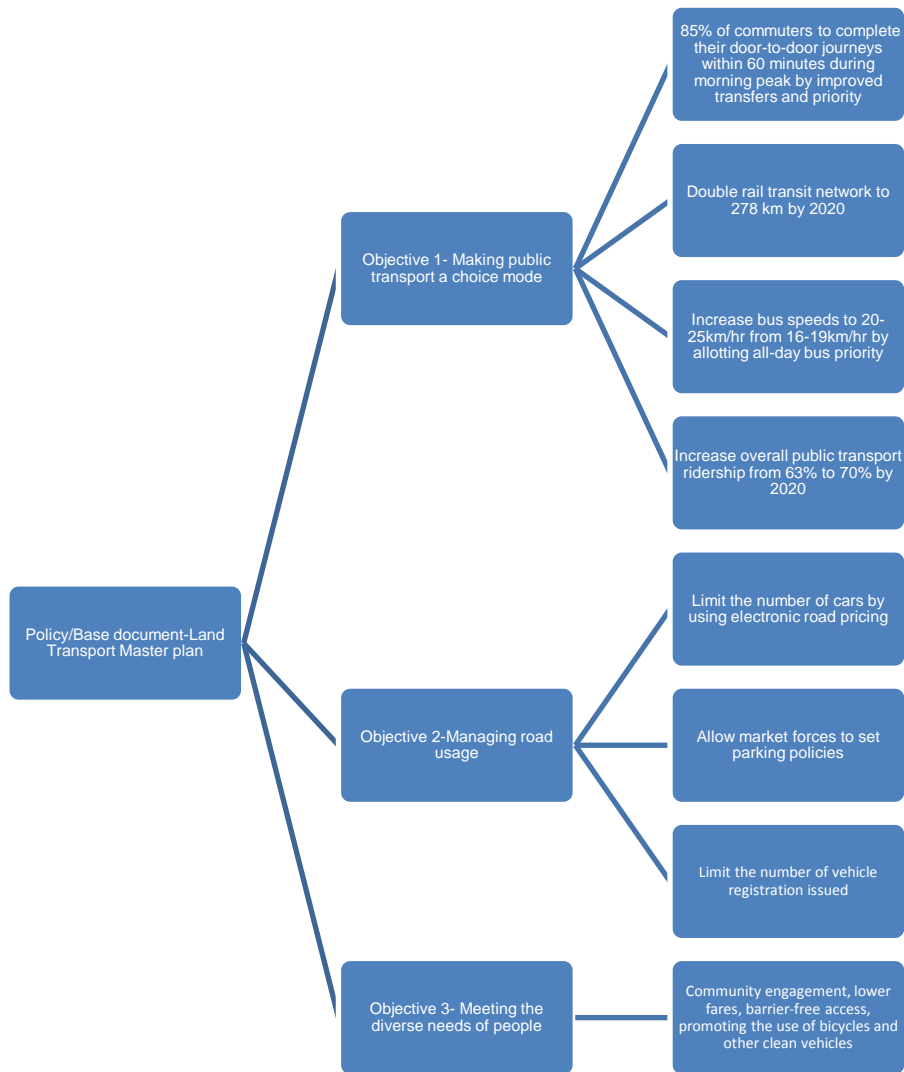 85% of commuters to complete
their door-to-door journeys
within 60 minutes during
morning peak by improved
transfers and priority
Double rail transit network to
278 km by 2020
Objective 1- Making public
transport a choice mode
Increase bus speeds to 20-
25km/hr from 16-19km/hr by
allotting all-day bus priority
Increase overall public transport
ridership from 63% to 70% by
2020
Policy/Base document-Land
Transport Master plan
Limit the number of cars by
using electronic road pricing
Objective 2-Managing road
usage
Allow market forces to set
parking policies
Limit the number of vehicle
registration issued
Objective 3- Meeting the
diverse needs of people
Community engagement, lower
fares, barrier-free access,
promoting the use of bicycles and
other clean vehicles